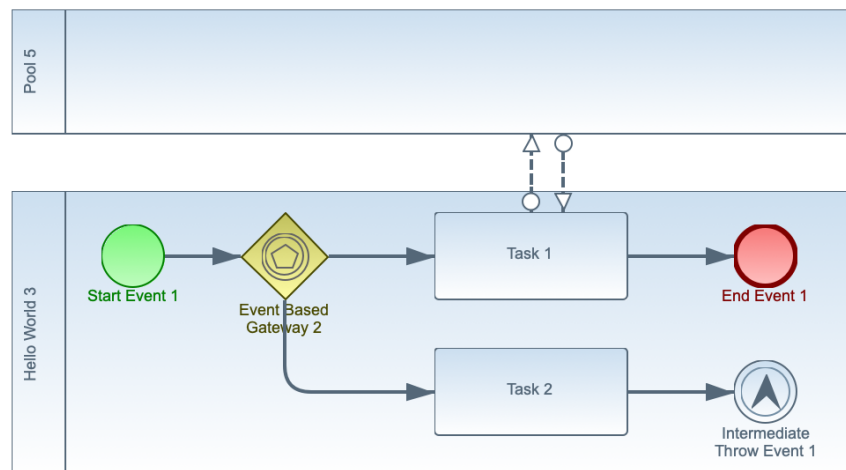 Pool 5
Hello World 3
Start Event 1
Event Based
Gateway 2
Task 1
End Event 1
Task 2
Intermediate
Throw Event 1